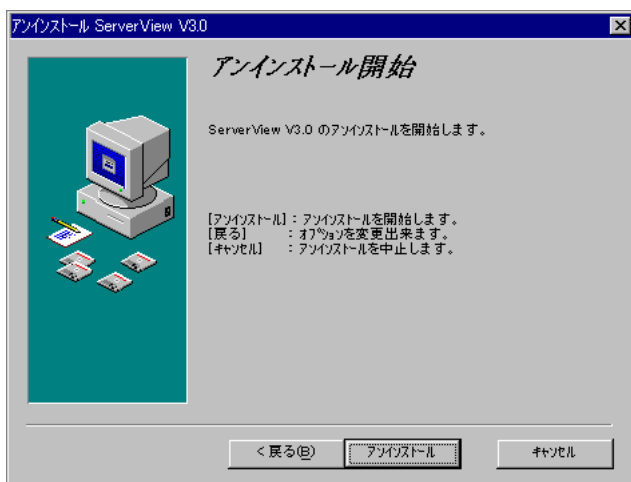 アンインストール ServerView V3.0
アンインストール開始
ServerView V3.0 のｱﾝｲﾝｽﾄｰﾙを開始します。
[ｱﾝｲﾝｽﾄｰﾙ]：ｱﾝｲﾝｽﾄｰﾙを開始します。
[戻る]　　：ｵﾌﾟｼｮﾝを変更出来ます。
[ｷｬﾝｾﾙ]　：ｱﾝｲﾝｽﾄｰﾙを中止します。
< 戻る(B)　ｱﾝｲﾝｽﾄｰﾙ　ｷｬﾝｾﾙ